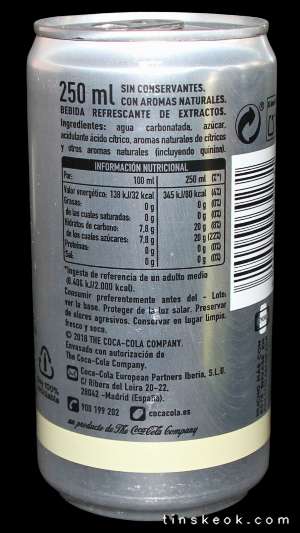 250 ml SIN CONSERVANTES.
CON AROMAS NATURALES.
BEBIDA REFRESCANTE DE EXTRACTOS.
Ingredientes: agua carbonatada, azúcar,
acidulante ácido cítrico, aromas naturales de cítricos
y otros aromas naturales (incluyendo quinina).
INFORMACIÓN NUTRICIONAL
Por: 100 ml 250 ml (*)
Valor energético: 138 kJ/32 kcal 345 kJ/80 kcal (4%)
Grasas: 0 g 0 g (0%)
de las cuales saturadas: 0 g 0 g (0%)
Hidratos de carbono: 7,8 g 20 g (8%)
de los cuales azúcares: 7,8 g 20 g (22%)
Proteínas: 0 g 0 g (0%)
Sal: 0 g 0 g (0%)
*Ingesta de referencia de un adulto medio
(8.400 kJ/2.000 kcal).
Consumir preferentemente antes del - Lote:
ver la base. Proteger de la luz solar. Preservar
de olores agresivos. Conservar en lugar limpio,
fresco y seco.
© 2018 THE COCA-COLA COMPANY.
Envasado con autorización de
The Coca-Cola Company.
Coca-Cola European Partners Iberia, S.L.U.
C/ Ribera del Loira 20-22.
28042 -Madrid (España).
900 199 202 cocacola.es
un producto de The Coca-Cola Company
tinskeok.com